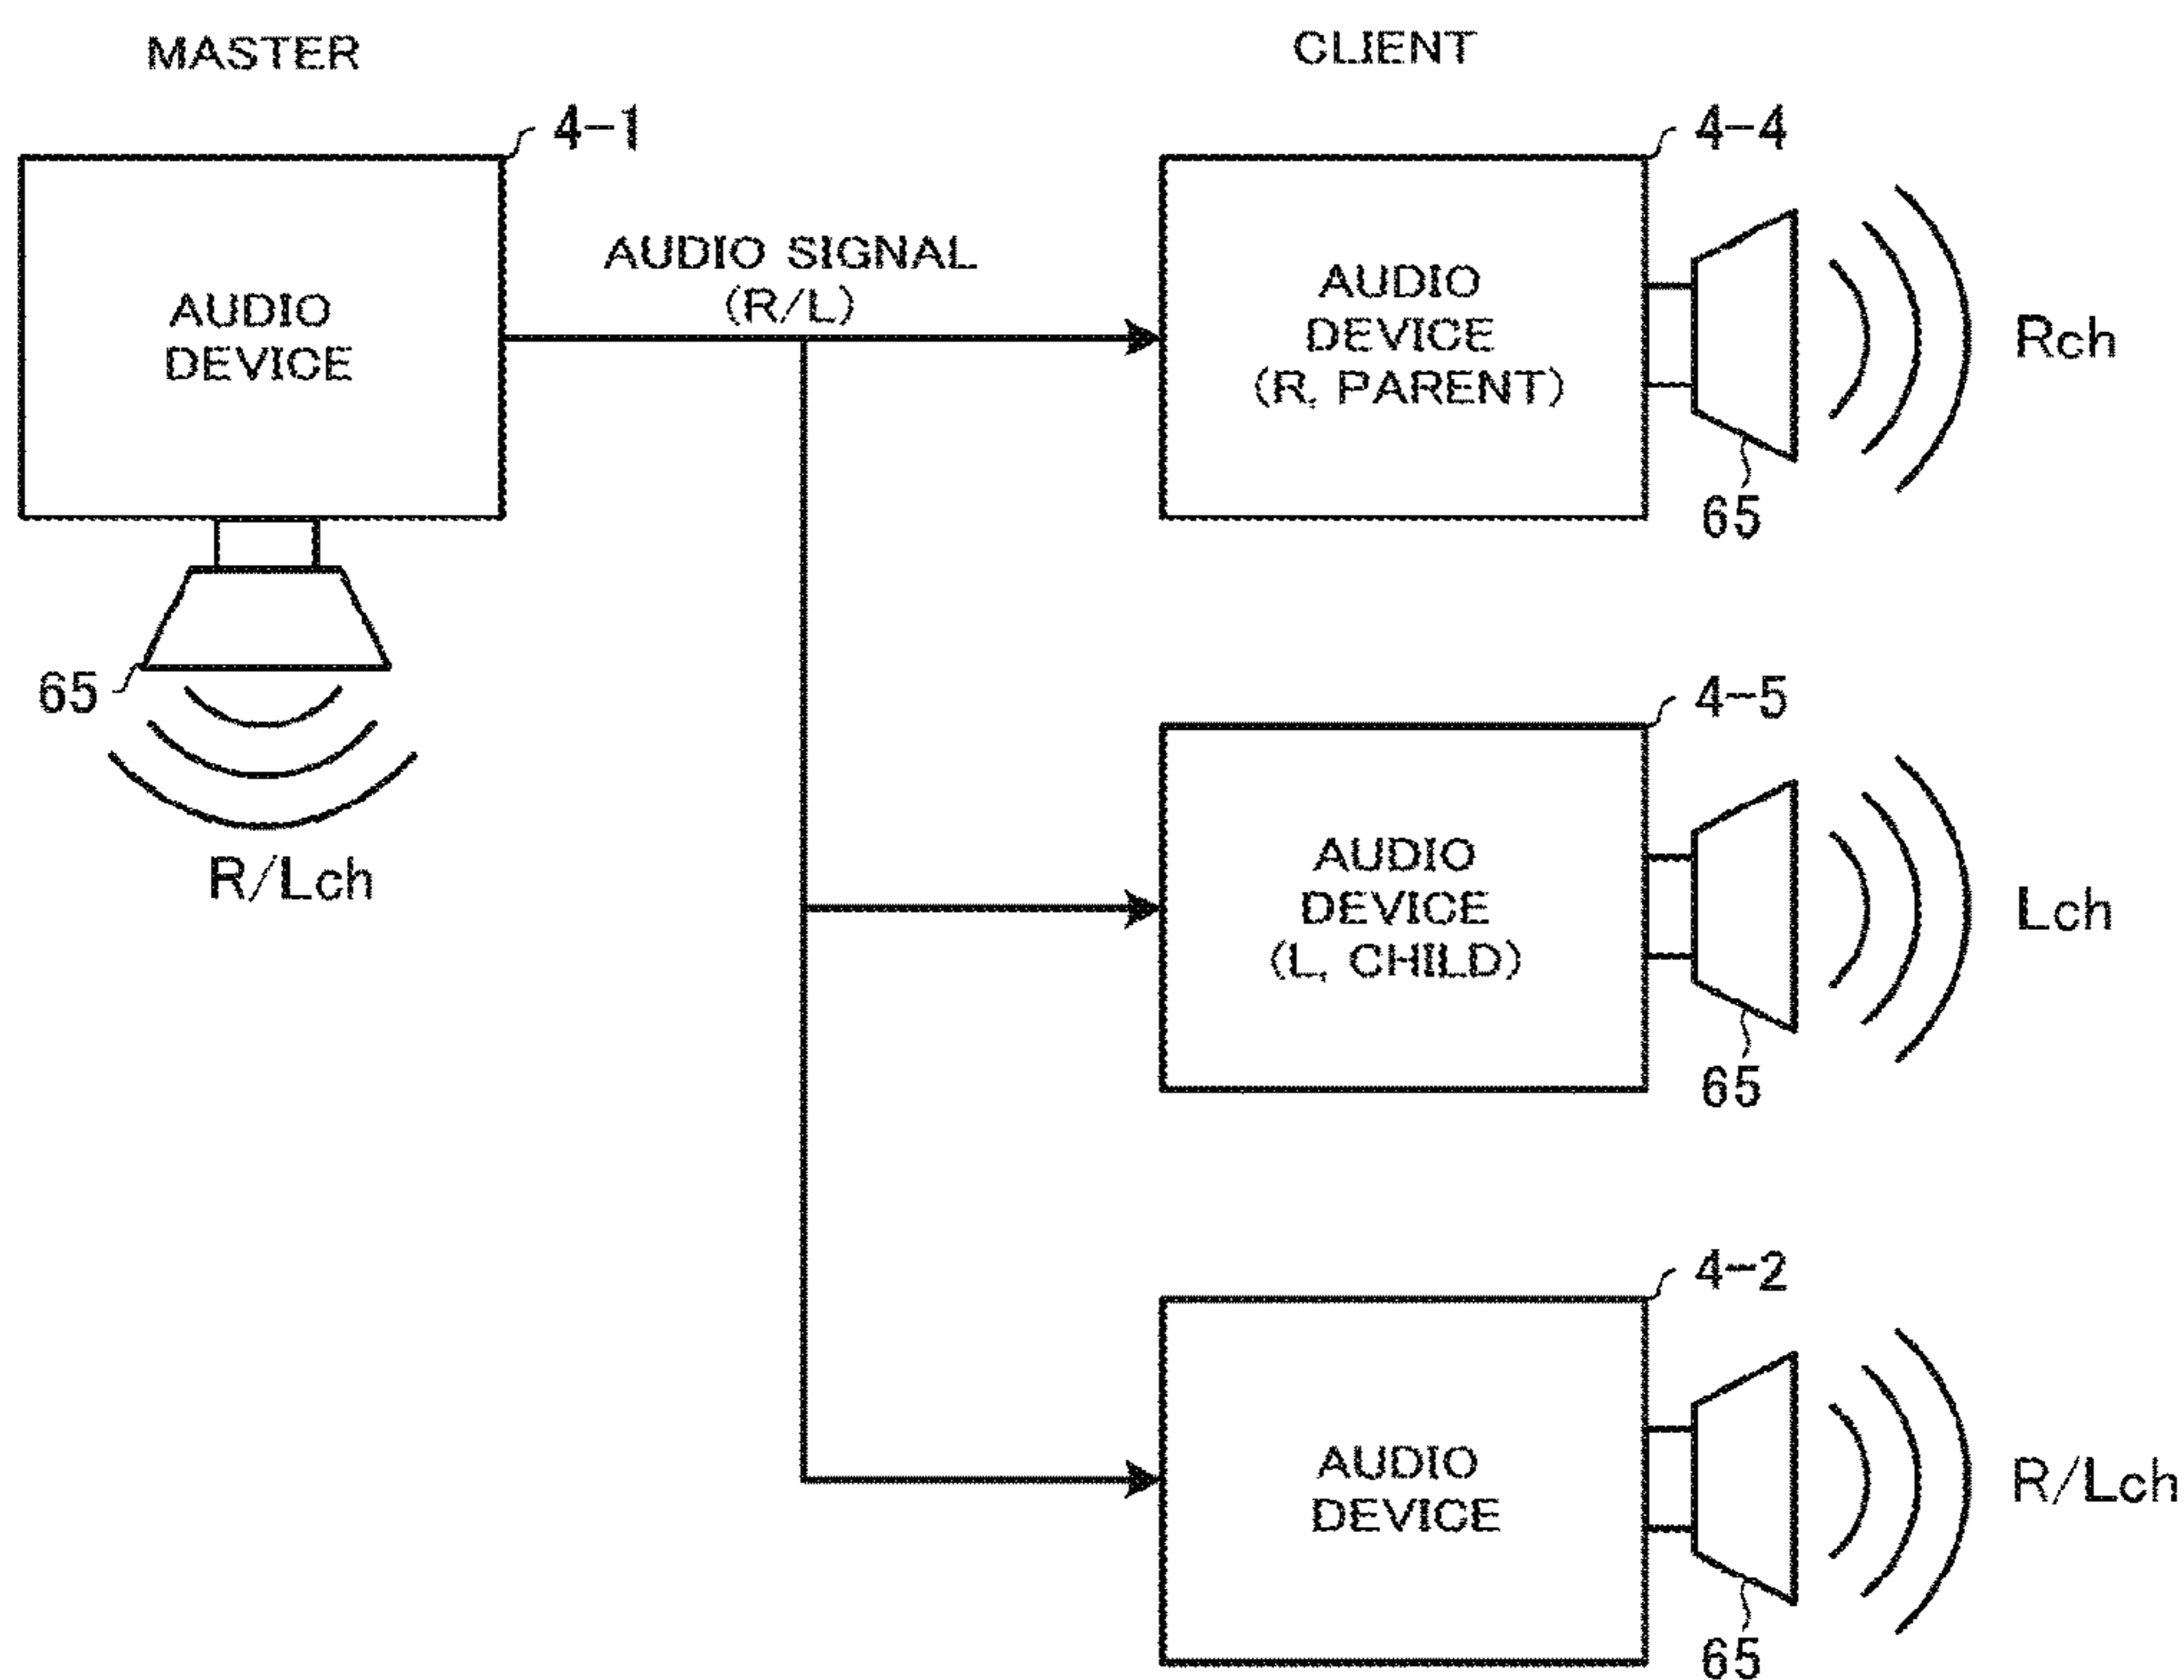 MASTER
CLIENT
4-1
4-4
AUDIO SIGNAL
(R/L)
AUDIO
DEVICE
AUDIO
DEVICE
(R, PARENT)
Rch
65
65
R/Lch
4-5
AUDIO
DEVICE
(L, CHILD)
Lch
65
4-2
AUDIO
DEVICE
R/Lch
65